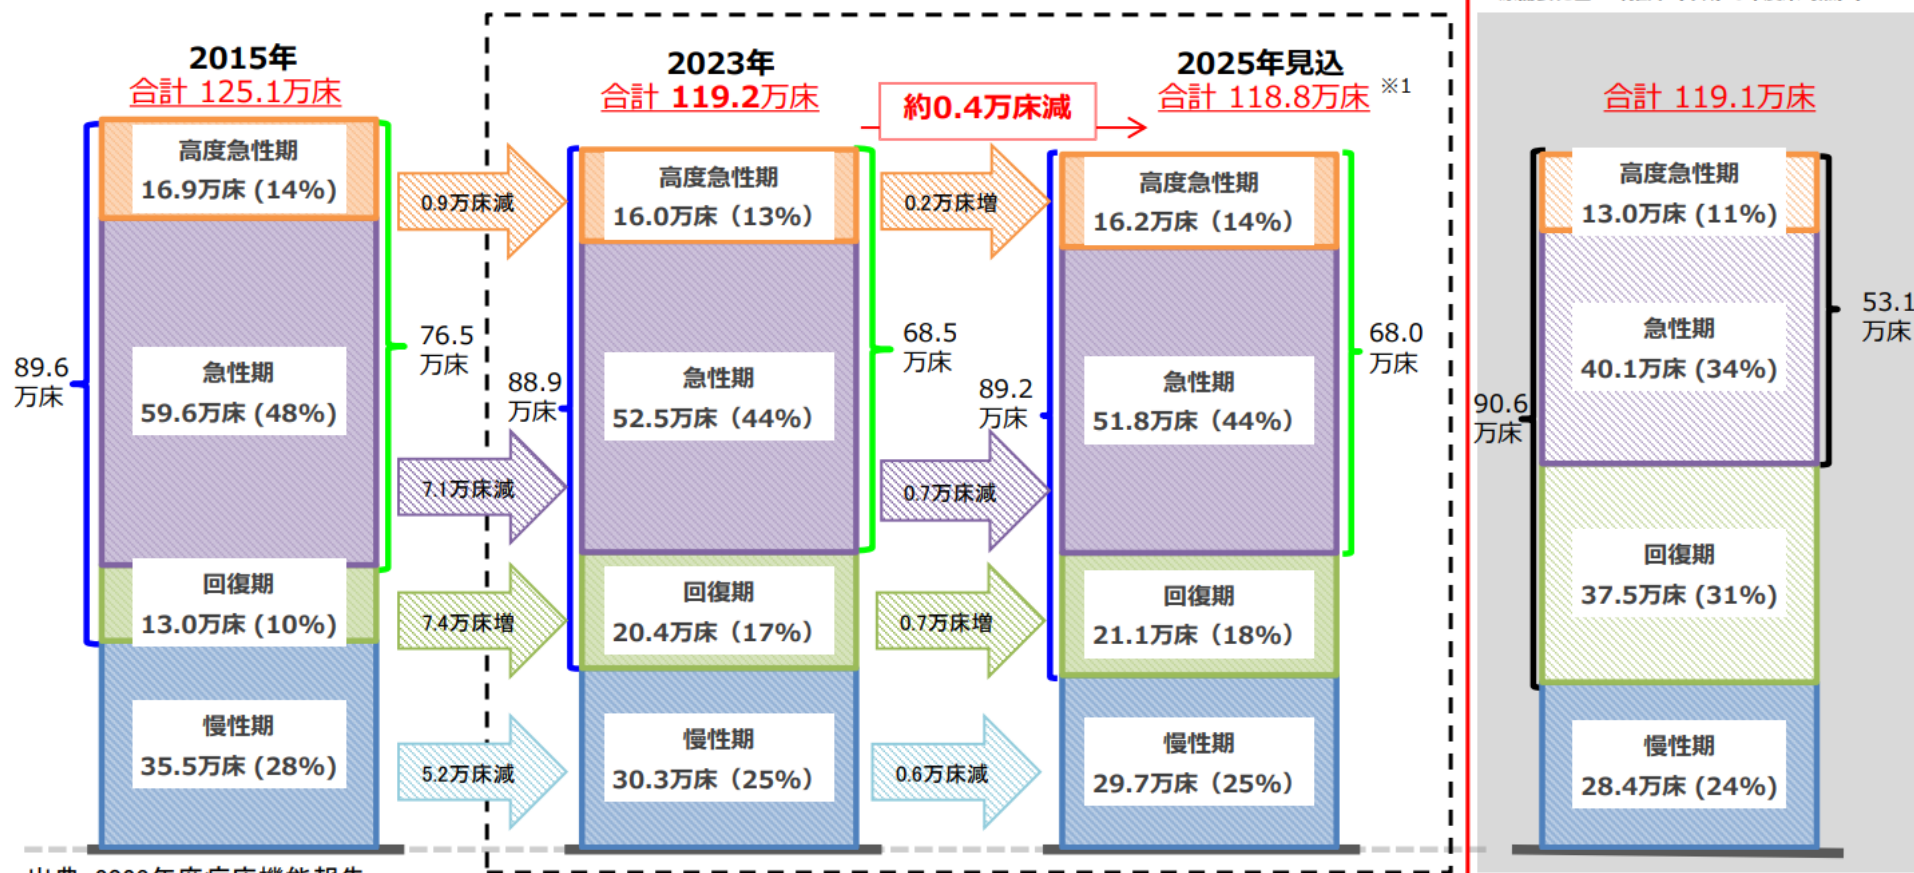 2015年
合計 125.1万床
高度急性期
16.9万床 (14%)
急性期
59.6万床 (48%)
回復期
13.0万床 (10%)
慢性期
35.5万床 (28%)
89.6
万床
76.5
万床
0.9万床減
7.1万床減
7.4万床増
5.2万床減
2023年
合計 119.2万床
高度急性期
16.0万床（13%）
急性期
52.5万床（44%）
回復期
20.4万床（17%）
慢性期
30.3万床（25%）
88.9
万床
68.5
万床
約0.4万床減
0.2万床増
0.7万床減
0.7万床増
0.6万床減
2025年見込
合計 118.8万床 ※1
高度急性期
16.2万床（14%）
急性期
51.8万床（44%）
回復期
21.1万床（18%）
慢性期
29.7万床（25%）
89.2
万床
68.0
万床
合計 119.1万床
高度急性期
13.0万床 (11%)
急性期
40.1万床 (34%)
回復期
37.5万床 (31%)
慢性期
28.4万床 (24%)
90.6
万床
53.1
万床